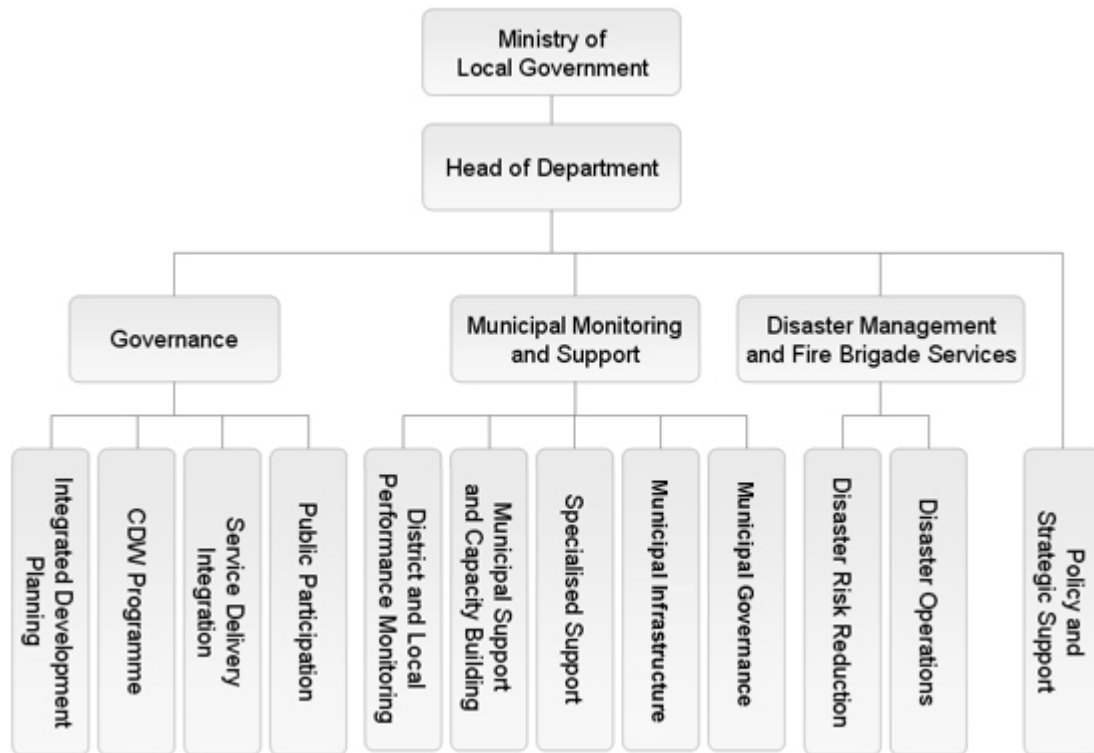 Ministry of
Local Government
Head of Department
Governance
Municipal Monitoring
and Support
Disaster Management
and Fire Brigade Services
Integrated Development
Planning
CDW Programme
Service Delivery
Integration
Public Participation
District and Local
Performance Monitoring
Municipal Support
and Capacity Building
Specialised Support
Municipal Infrastructure
Municipal Governance
Disaster Risk Reduction
Disaster Operations
Policy and
Strategic Support